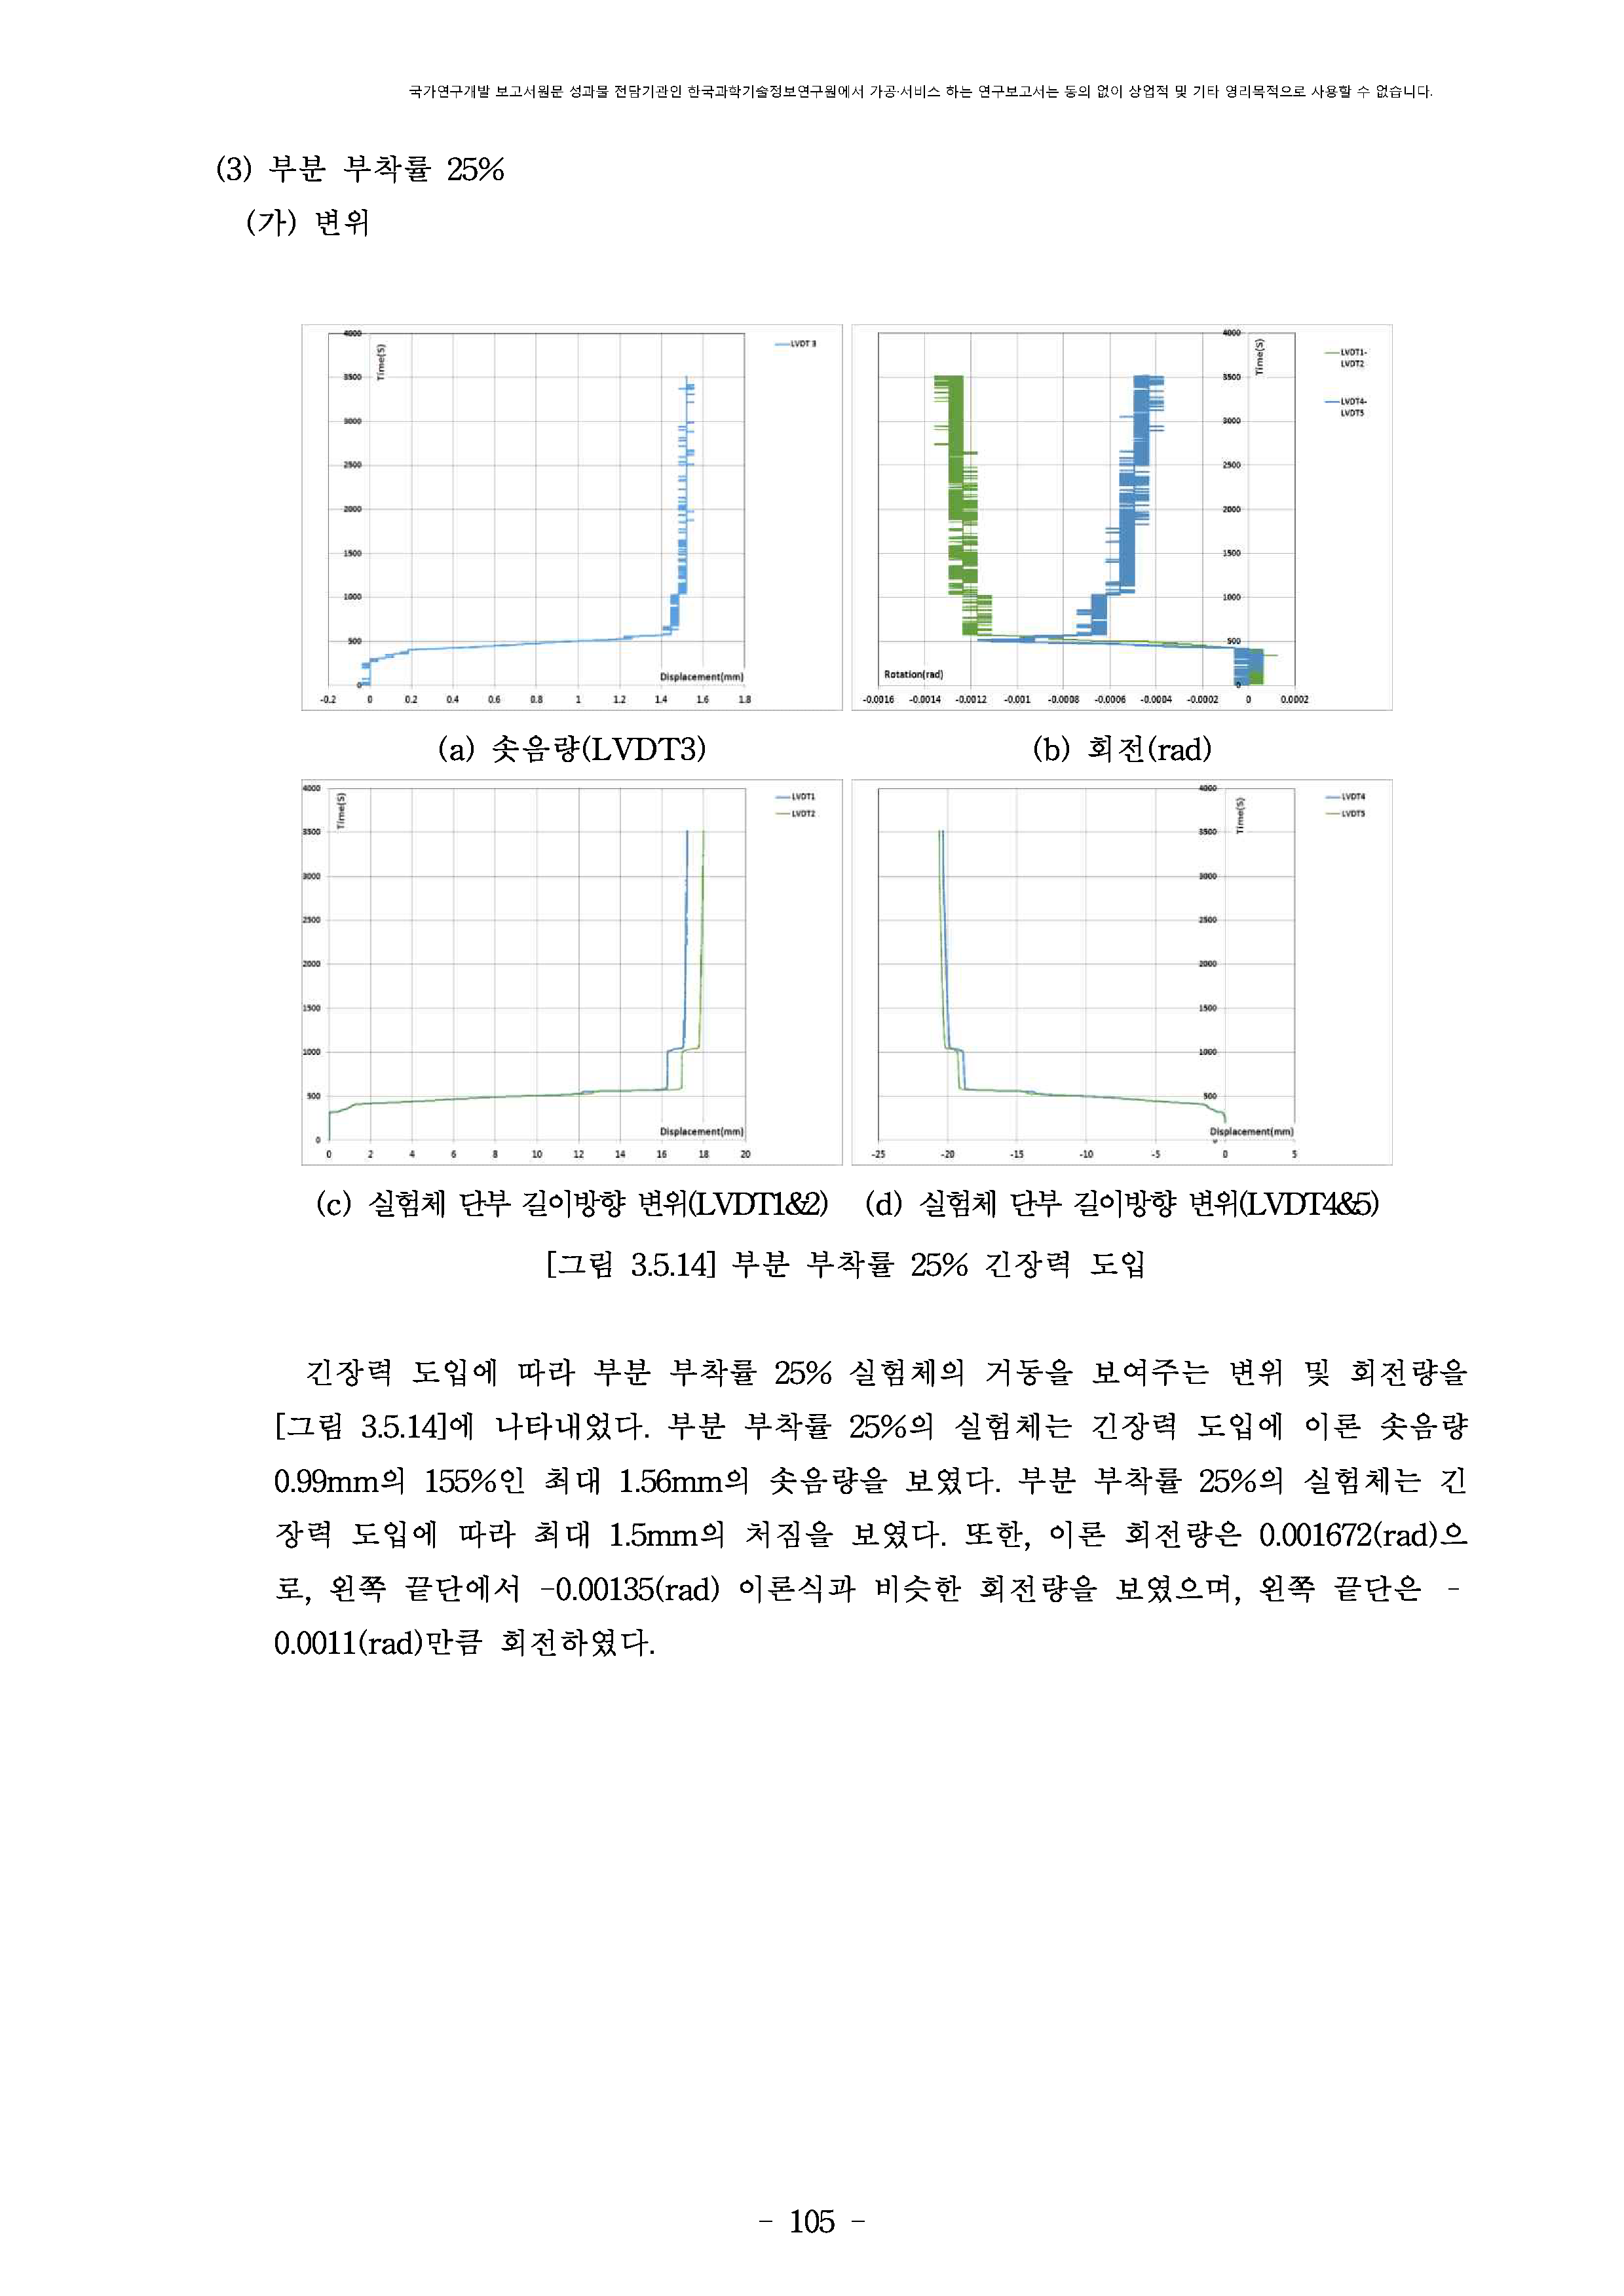 국가연구개발 보고서원문 성과물 전담기관인 한국과학기술정보연구원에서 가공·서비스 하는 연구보고서는 동의 없이 상업적 및 기타 영리목적으로 사용할 수 없습니다.
(3) 부분 부착률 25%
(가) 변위
4000
Time(S)
3500
3000
2500
2000
1500
1000
500
0
Displacement(mm)
-0.2 0 0.2 0.4 0.6 0.8 1 1.2 1.4 1.6 1.8
LVDT 3
4000
Time(S)
3500
3000
2500
2000
1500
1000
500
0
Rotation(rad)
-0.0016 -0.0014 -0.0012 -0.001 -0.0008 -0.0006 -0.0004 -0.0002 0 0.0002
LVDT1-
LVDT2
LVDT4-
LVDT5
(a) 솟음량(LVDT3)
(b) 회전(rad)
4000
Time(S)
3500
3000
2500
2000
1500
1000
500
0
Displacement(mm)
0 2 4 6 8 10 12 14 16 18 20
LVDT1
LVDT2
4000
Time(S)
3500
3000
2500
2000
1500
1000
500
0
Displacement(mm)
-25 -20 -15 -10 -5 0 5
LVDT4
LVDT5
(c) 실험체 단부 길이방향 변위(LVDT1&2)
(d) 실험체 단부 길이방향 변위(LVDT4&5)
[그림 3.5.14] 부분 부착률 25% 긴장력 도입
긴장력 도입에 따라 부분 부착률 25% 실험체의 거동을 보여주는 변위 및 회전량을
[그림 3.5.14]에 나타내었다. 부분 부착률 25%의 실험체는 긴장력 도입에 이론 솟음량
0.99mm의 155%인 최대 1.56mm의 솟음량을 보였다. 부분 부착률 25%의 실험체는 긴
장력 도입에 따라 최대 1.5mm의 처짐을 보였다. 또한, 이론 회전량은 0.001672(rad)으
로, 왼쪽 끝단에서 -0.00135(rad) 이론식과 비슷한 회전량을 보였으며, 왼쪽 끝단은 -
0.0011(rad)만큼 회전하였다.
- 105 -